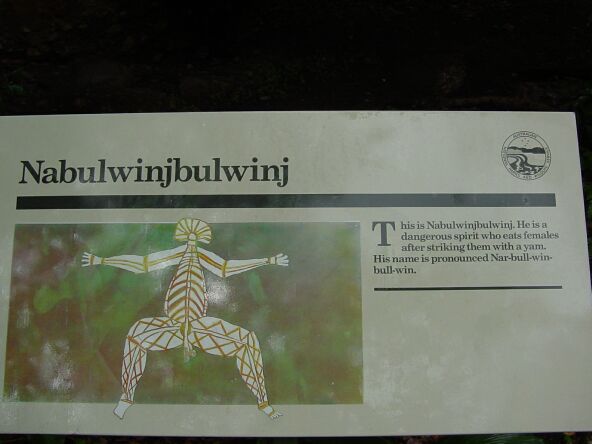 Nabulwinjbulwinj
This is Nabulwinjbulwinj. He is a
dangerous spirit who eats females
after striking them with a yam.
His name is pronounced Nar-bull-win-
bull-win.
AUSTRALIAN